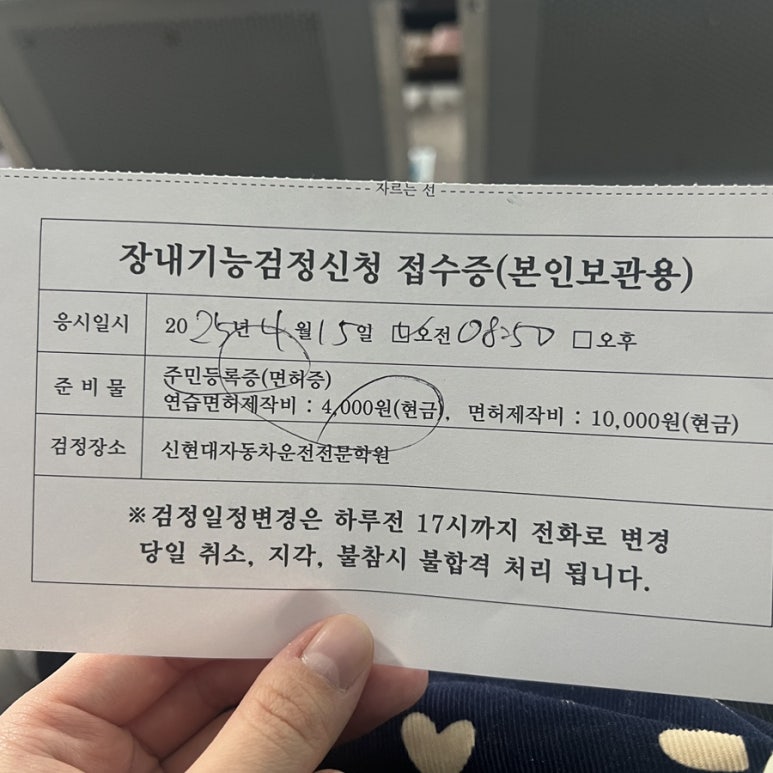 자르는 선
장내기능검정신청 접수증(본인보관용)
응시일시 2025년 4월 15일 ☑오전 08:50 □오후
준비물 주민등록증(면허증)
연습면허제작비 : 4,000원(현금), 면허제작비 : 10,000원(현금)
검정장소 신현대자동차운전전문학원
※검정일정변경은 하루전 17시까지 전화로 변경
당일 취소, 지각, 불참시 불합격 처리 됩니다.